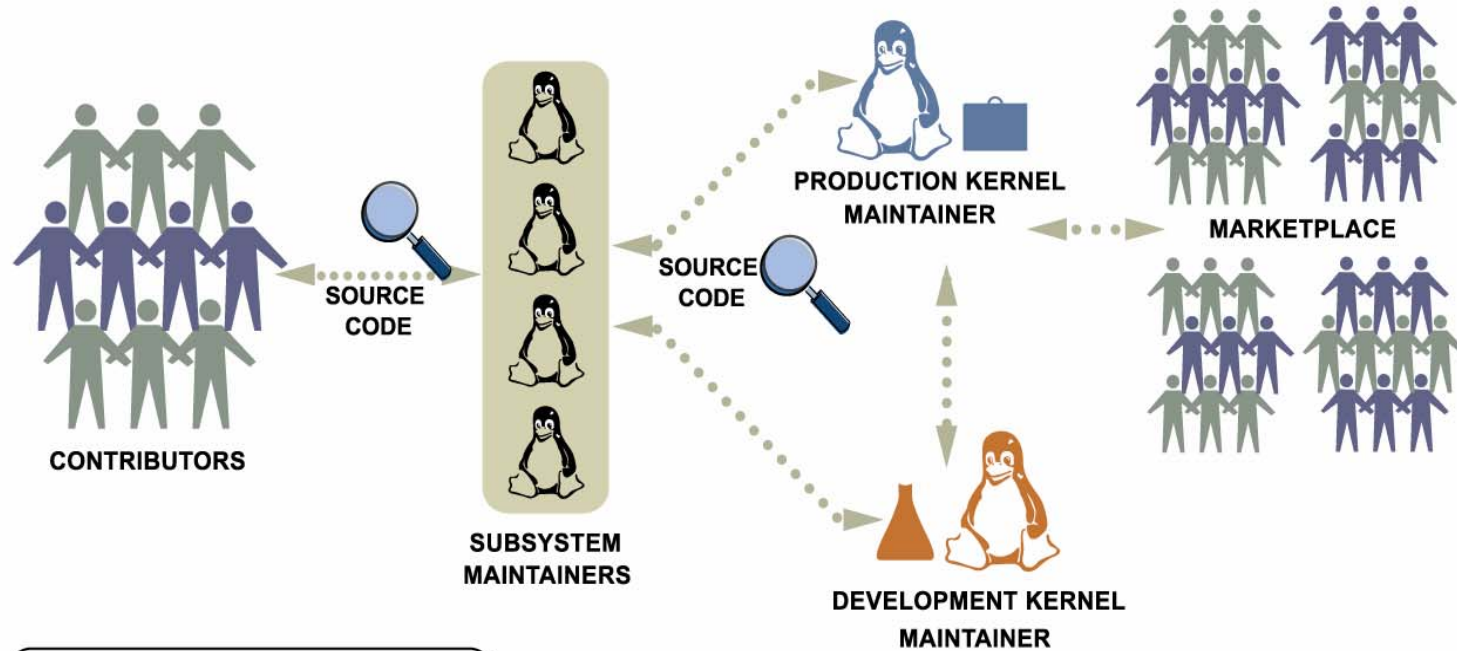 CONTRIBUTORS
SOURCE
CODE
SUBSYSTEM
MAINTAINERS
SOURCE
CODE
PRODUCTION KERNEL
MAINTAINER
MARKETPLACE
DEVELOPMENT KERNEL
MAINTAINER